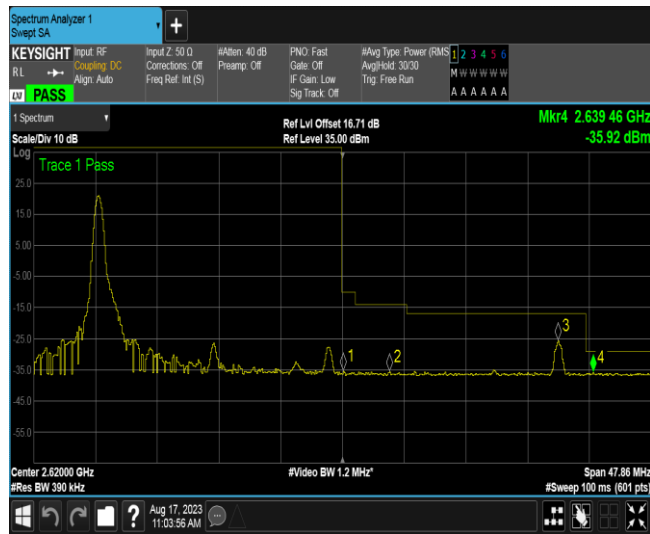 Spectrum Analyzer 1
Swept SA
KEYSIGHT
RL
LXI PASS
Input: RF
Coupling: DC
Align: Auto
Input Z: 50 Ω
Corrections: Off
Freq Ref: Int (S)
#Atten: 40 dB
Preamp: Off
PNO: Fast
Gate: Off
IF Gain: Low
Sig Track: Off
#Avg Type: Power (RMS
Avg|Hold: 30/30
Trig: Free Run
1 2 3 4 5 6
M W W W W W
A A A A A A
1 Spectrum
Scale/Div 10 dB
Ref Lvl Offset 16.71 dB
Ref Level 35.00 dBm
Mkr4 2.639 46 GHz
-35.92 dBm
Log
Trace 1 Pass
25.0
15.0
5.00
-5.00
-15.0
-25.0
-35.0
-45.0
-55.0
1
2
3
4
Center 2.62000 GHz
#Res BW 390 kHz
#Video BW 1.2 MHz*
Span 47.86 MHz
#Sweep 100 ms (601 pts)
?
Aug 17, 2023
11:03:56 AM